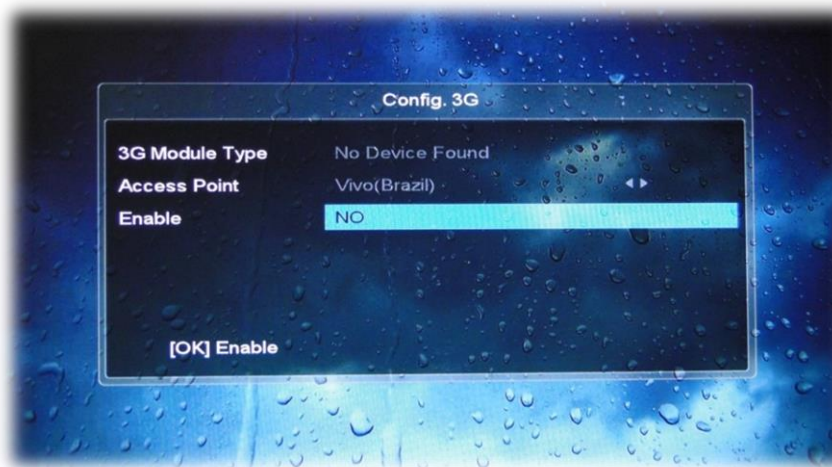 Config. 3G
3G Module Type No Device Found
Access Point Vivo(Brazil)
Enable NO
[OK] Enable